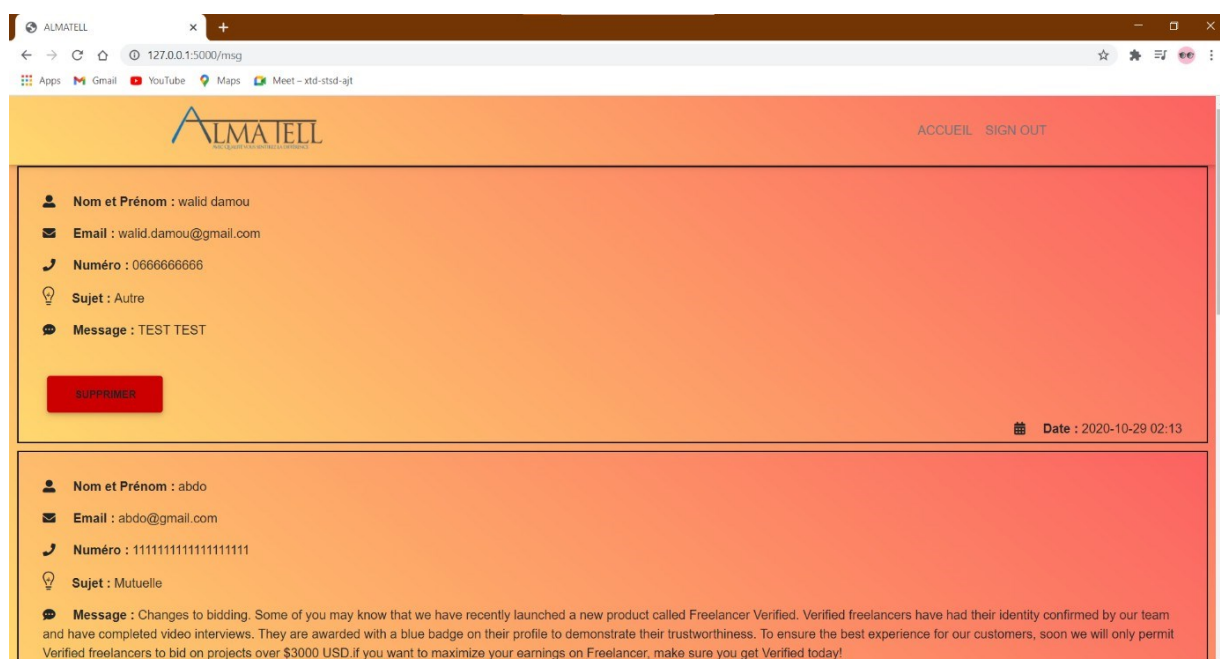 ALMATELL
127.0.0.1:5000/msg
Apps Gmail YouTube Maps Meet – xtd-stsd-ajt
ALMATELL
ACCUEIL SIGN OUT
Nom et Prénom : walid damou
Email : walid.damou@gmail.com
Numéro : 0666666666
Sujet : Autre
Message : TEST TEST
SUPPRIMER
Date : 2020-10-29 02:13
Nom et Prénom : abdo
Email : abdo@gmail.com
Numéro : 1111111111111111111
Sujet : Mutuelle
Message : Changes to bidding. Some of you may know that we have recently launched a new product called Freelancer Verified. Verified freelancers have had their identity confirmed by our team
and have completed video interviews. They are awarded with a blue badge on their profile to demonstrate their trustworthiness. To ensure the best experience for our customers, soon we will only permit
Verified freelancers to bid on projects over $3000 USD.if you want to maximize your earnings on Freelancer, make sure you get Verified today!